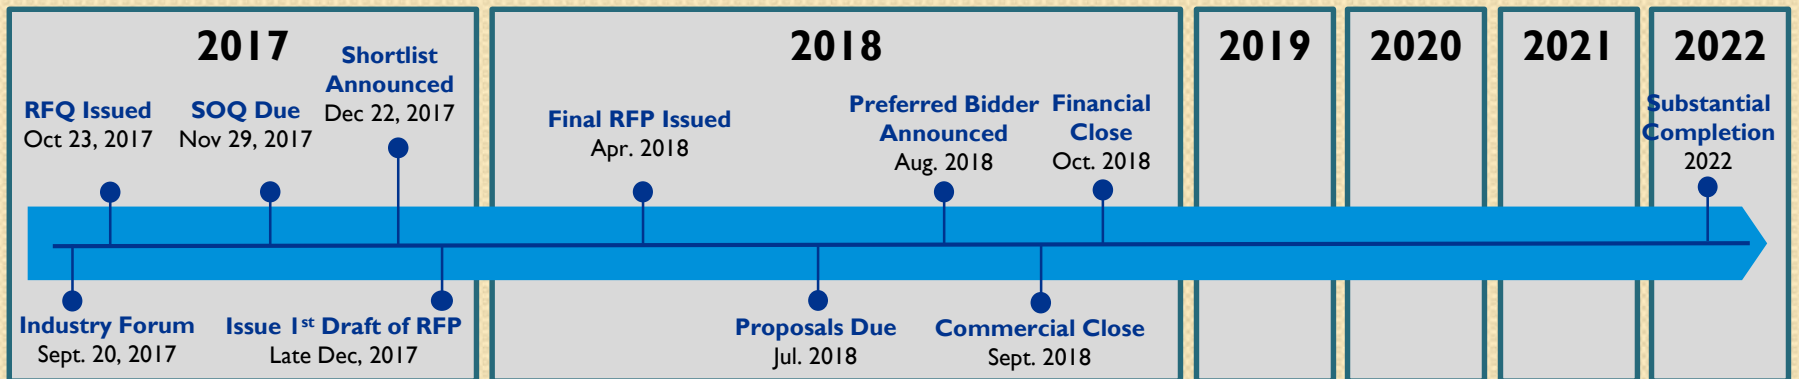 2017
2018
2019
2020
2021
2022
RFQ Issued
Oct 23, 2017
SOQ Due
Nov 29, 2017
Shortlist
Announced
Dec 22, 2017
Final RFP Issued
Apr. 2018
Preferred Bidder
Announced
Aug. 2018
Financial
Close
Oct. 2018
Substantial
Completion
2022
Industry Forum
Sept. 20, 2017
Issue 1st Draft of RFP
Late Dec, 2017
Proposals Due
Jul. 2018
Commercial Close
Sept. 2018